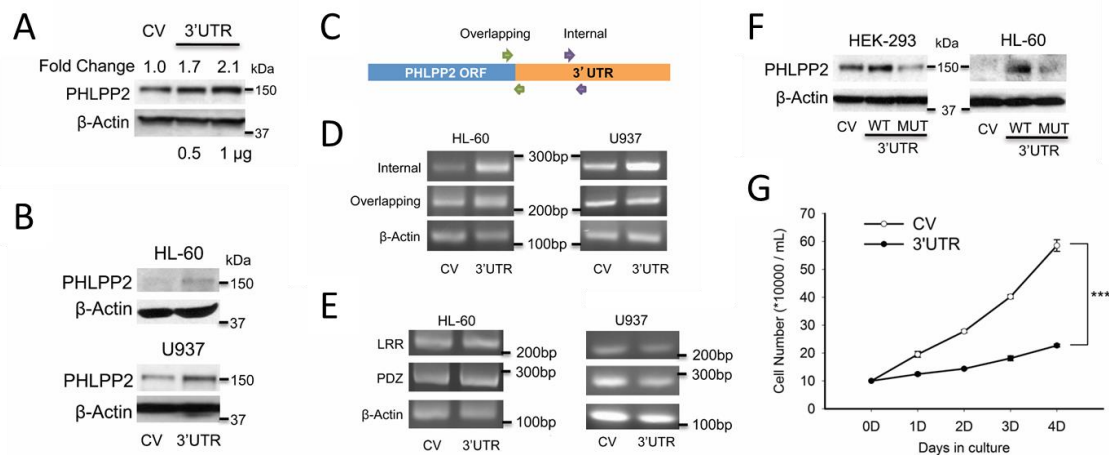 A
CV 3'UTR
Fold Change 1.0 1.7 2.1 kDa
PHLPP2 150
β-Actin
37
0.5 1 μg
B
HL-60
kDa
PHLPP2 150
β-Actin
37
U937
PHLPP2 150
β-Actin
37
CV 3'UTR
C
Overlapping Internal
PHLPP2 ORF 3' UTR
D
HL-60 U937
Internal 300bp
Overlapping 200bp
β-Actin 100bp
CV 3'UTR CV 3'UTR
E
HL-60 U937
LRR 200bp 200bp
PDZ 300bp 300bp
β-Actin 100bp 100bp
CV 3'UTR CV 3'UTR
F
HEK-293 kDa HL-60
PHLPP2 150
β-Actin
37
CV WT MUT CV WT MUT
3'UTR 3'UTR
G
Cell Number (*10000 / mL)
70
60
50
40
30
20
10
0
CV
3'UTR
***
0D 1D 2D 3D 4D
Days in culture